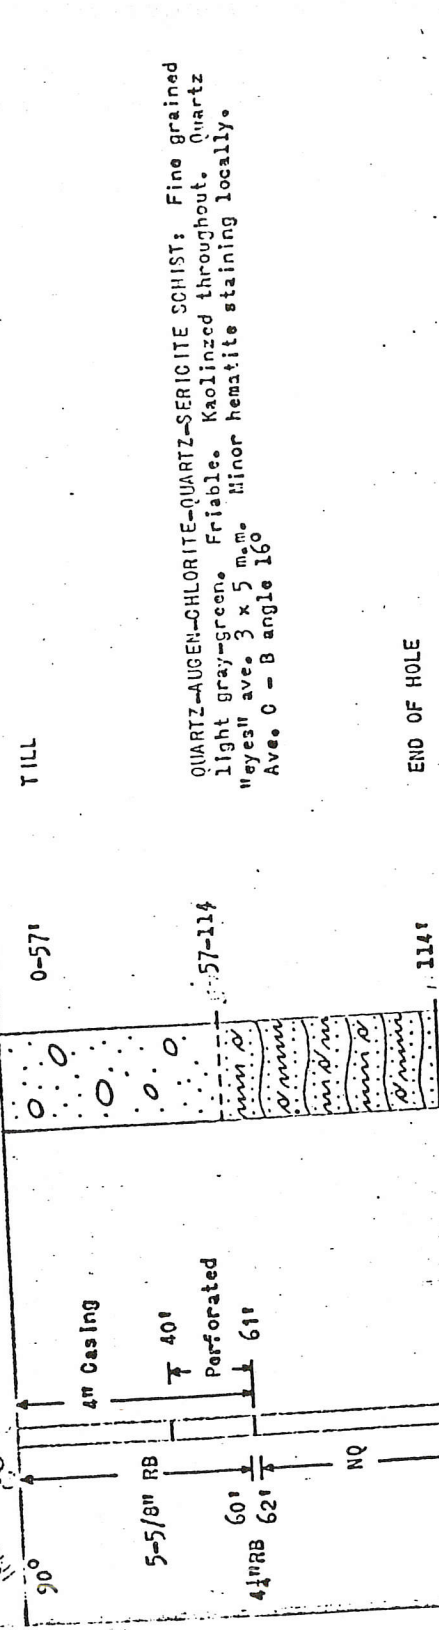 90°
5-5/8" RB
60'
4¼"RB 62'
NQ
4" Casing
40'
Perforated
61'
0-57'
57-114
114'
TILL
QUARTZ-AUGEN-CHLORITE-QUARTZ-SERICITE SCHIST: Fine grained
light gray-green. Friable. Kaolinzed throughout. Quartz
"eyes" ave. 3 x 5 m.m. Minor hematite staining locally.
Ave. C - B angle 16°
END OF HOLE